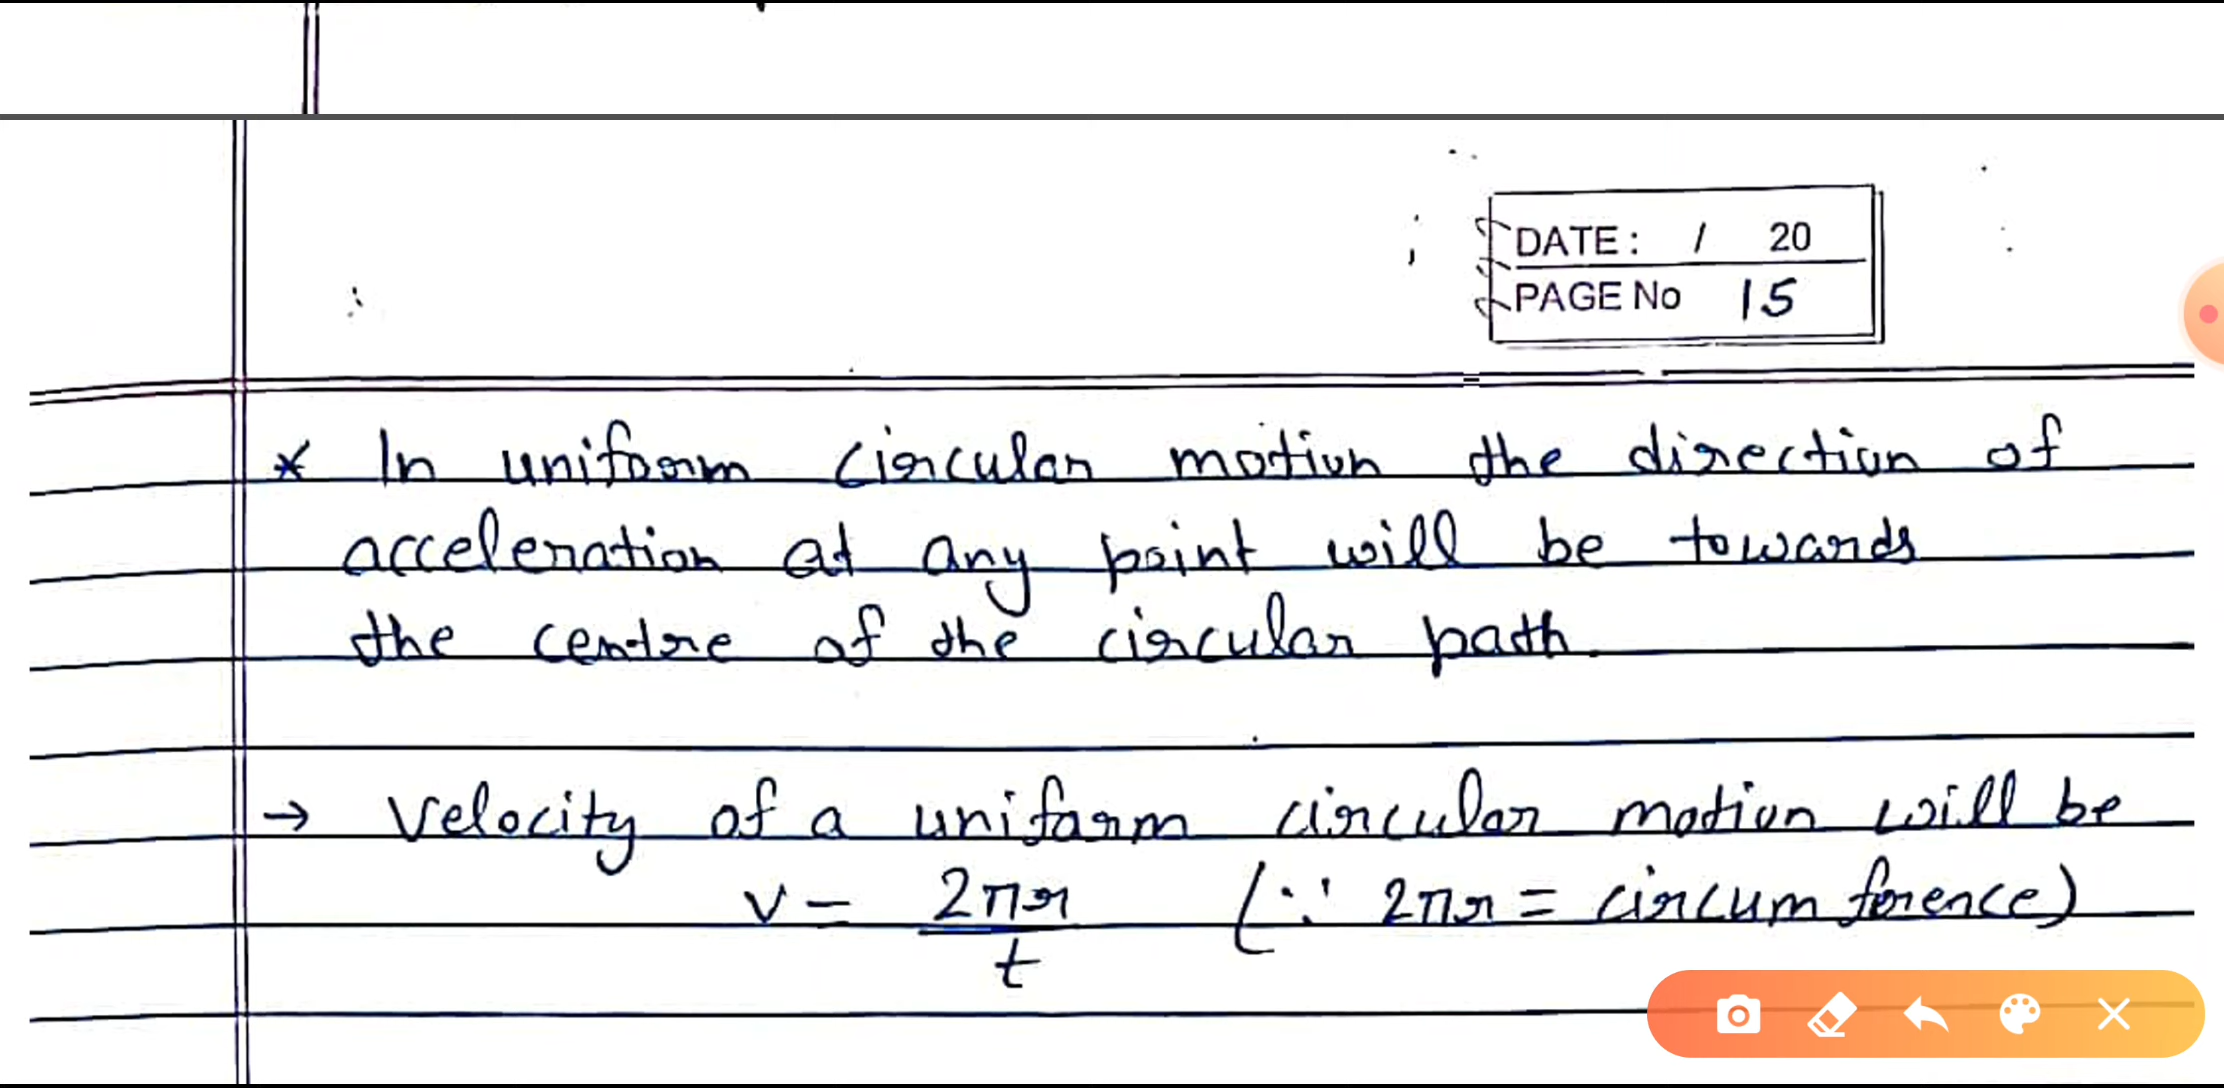 DATE: / 20
PAGE No 15
* In uniform circular motion the direction of
acceleration at any point will be towards
the centre of the circular path.
→ Velocity of a uniform circular motion will be
v = 2πr/t (∵ 2πr = circumference)